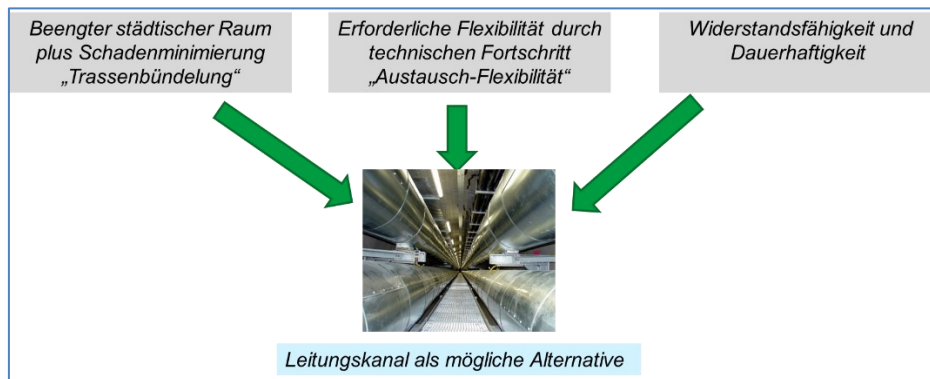 Beengter städtischer Raum
plus Schadenminimierung
„Trassenbündelung“
Erforderliche Flexibilität durch
technischen Fortschritt
„Austausch-Flexibilität“
Widerstandsfähigkeit und
Dauerhaftigkeit
Leitungskanal als mögliche Alternative